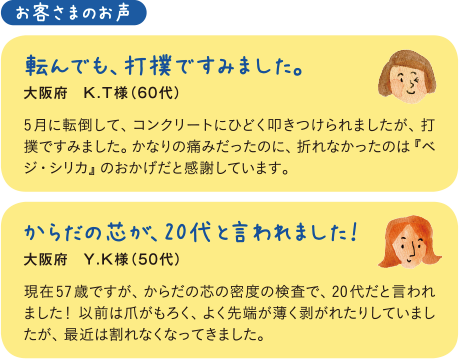 お客さまのお声
転んでも、打撲ですみました。
大阪府　K.T様（60代）
5月に転倒して、コンクリートにひどく叩きつけられましたが、打
撲ですみました。かなりの痛みだったのに、折れなかったのは『ベ
ジ・シリカ』のおかげだと感謝しています。
からだの芯が、20代と言われました！
大阪府　Y.K様（50代）
現在57歳ですが、からだの芯の密度の検査で、20代だと言われ
ました！ 以前は爪がもろく、よく先端が薄く剥がれたりしていまし
たが、最近は割れなくなってきました。